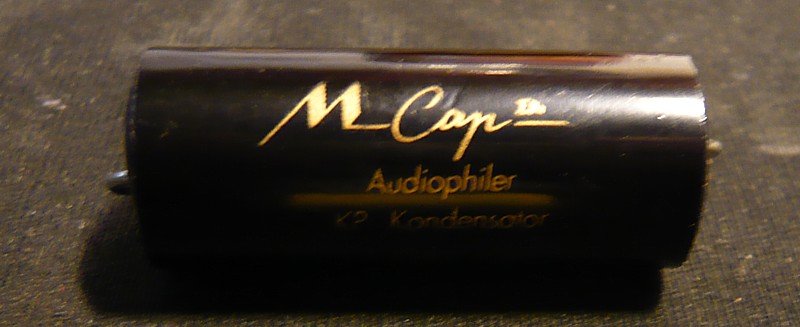 M Cap
Audiophiler
KP Kondensator